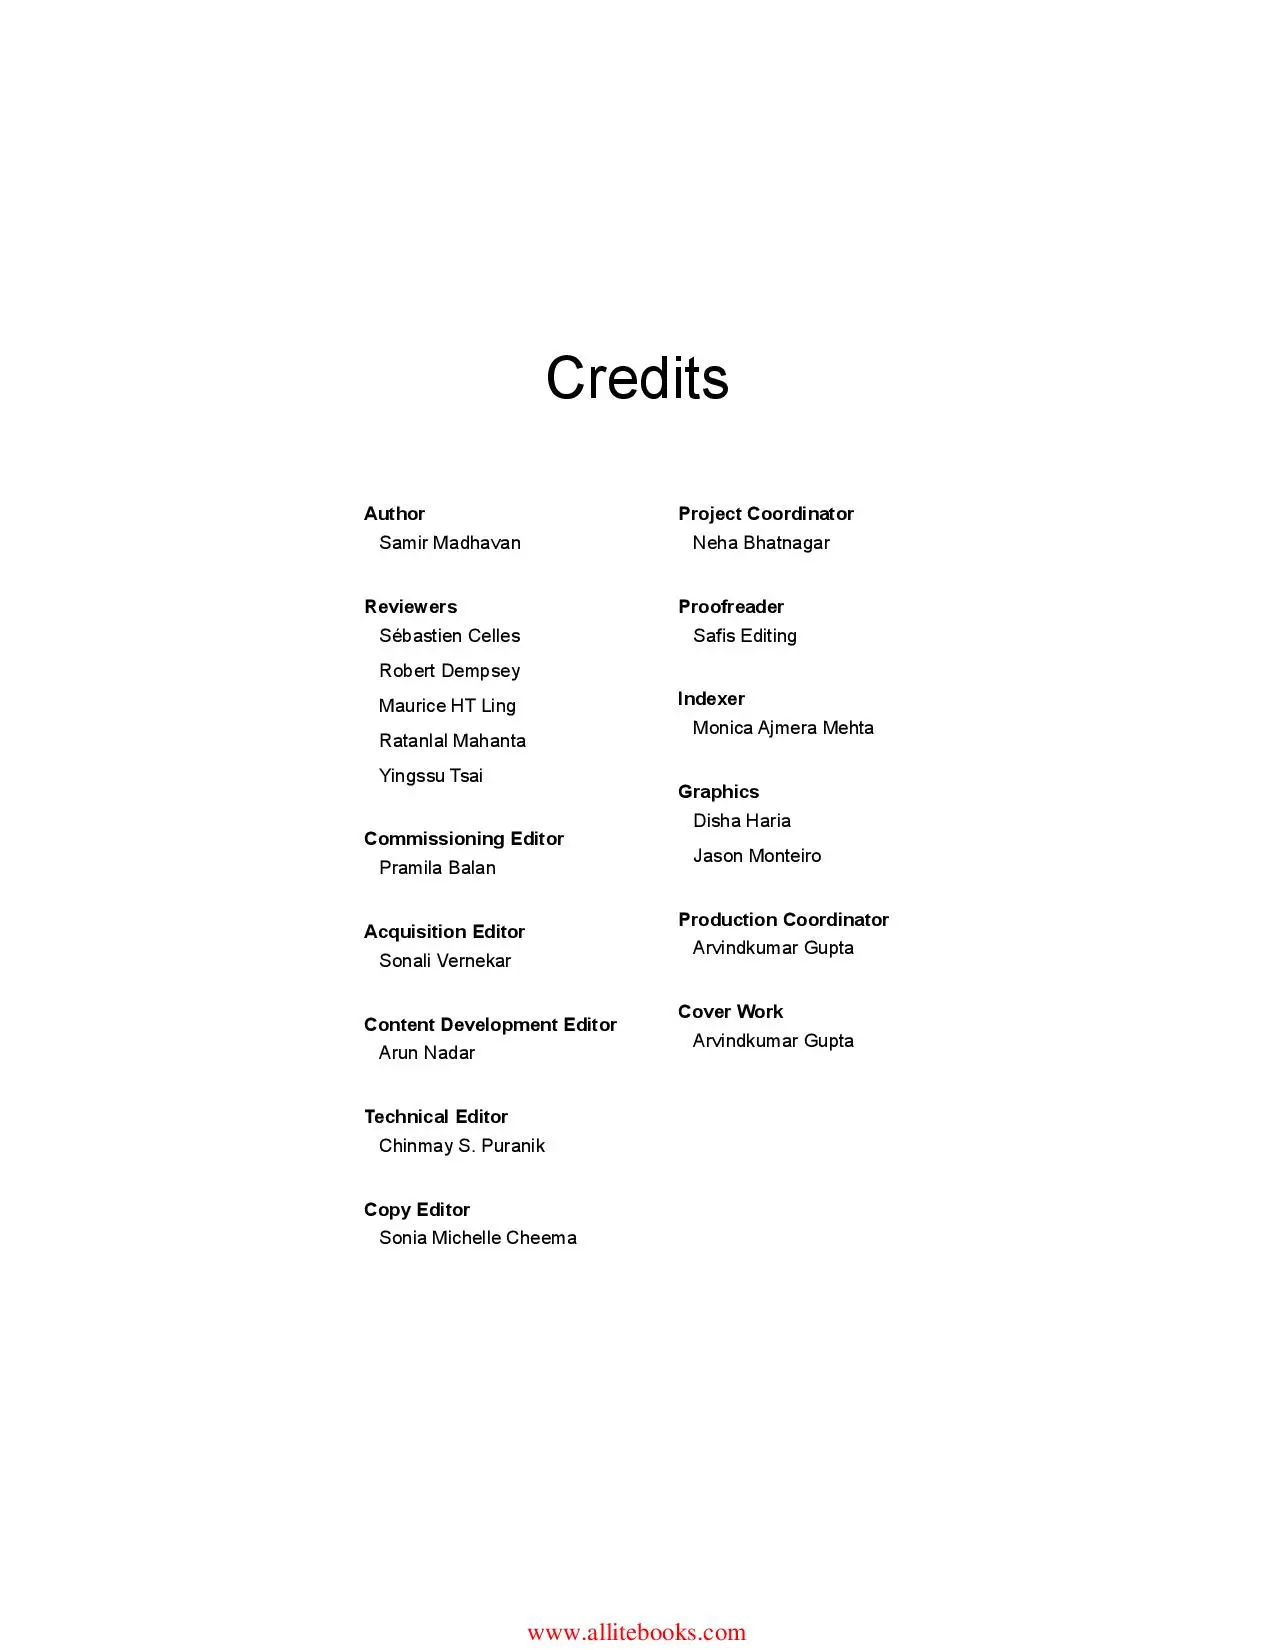 Credits
Author
Samir Madhavan
Reviewers
Sébastien Celles
Robert Dempsey
Maurice HT Ling
Ratanlal Mahanta
Yingssu Tsai
Commissioning Editor
Pramila Balan
Acquisition Editor
Sonali Vernekar
Content Development Editor
Arun Nadar
Technical Editor
Chinmay S. Puranik
Copy Editor
Sonia Michelle Cheema
Project Coordinator
Neha Bhatnagar
Proofreader
Safis Editing
Indexer
Monica Ajmera Mehta
Graphics
Disha Haria
Jason Monteiro
Production Coordinator
Arvindkumar Gupta
Cover Work
Arvindkumar Gupta
www.allitebooks.com